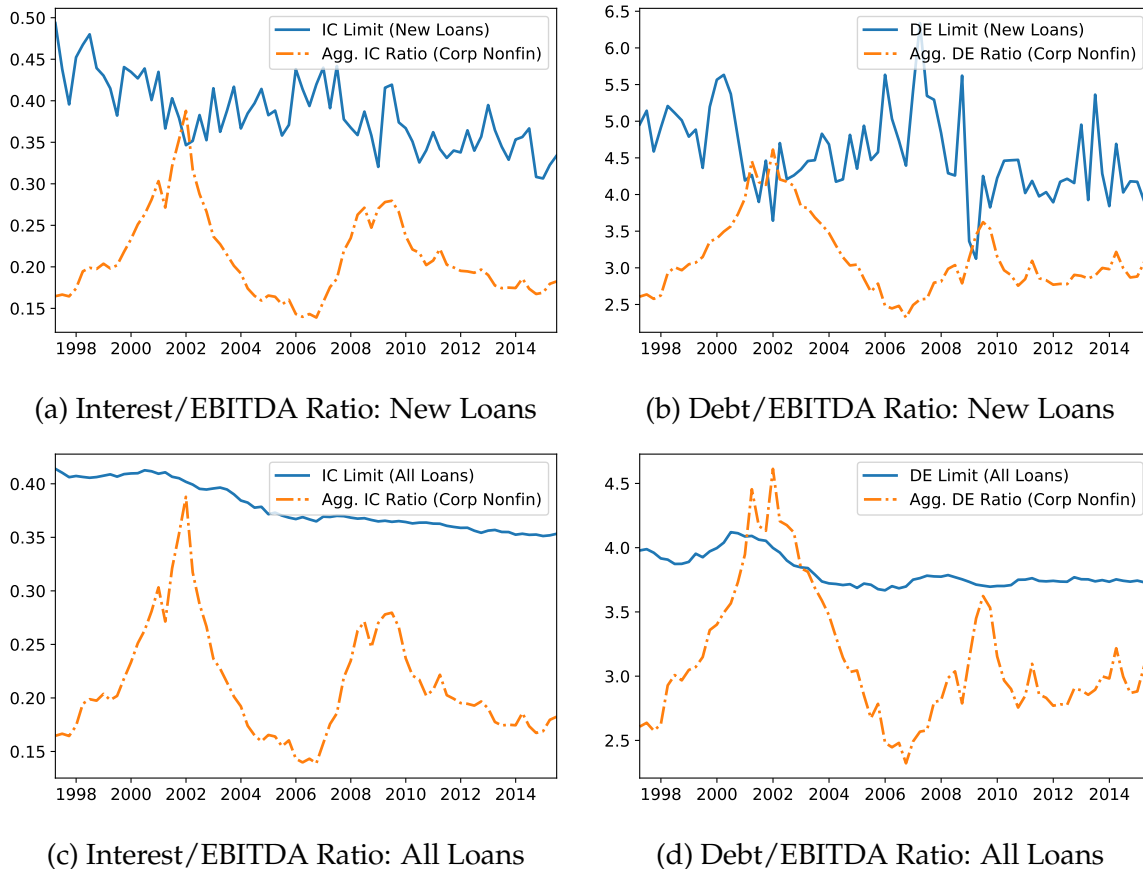 0.50
0.45
0.40
0.35
0.30
0.25
0.20
0.15
IC Limit (New Loans)
Agg. IC Ratio (Corp Nonfin)
1998 2000 2002 2004 2006 2008 2010 2012 2014
(a) Interest/EBITDA Ratio: New Loans
6.5
6.0
5.5
5.0
4.5
4.0
3.5
3.0
2.5
DE Limit (New Loans)
Agg. DE Ratio (Corp Nonfin)
1998 2000 2002 2004 2006 2008 2010 2012 2014
(b) Debt/EBITDA Ratio: New Loans
0.40
0.35
0.30
0.25
0.20
0.15
IC Limit (All Loans)
Agg. IC Ratio (Corp Nonfin)
1998 2000 2002 2004 2006 2008 2010 2012 2014
(c) Interest/EBITDA Ratio: All Loans
4.5
4.0
3.5
3.0
2.5
DE Limit (All Loans)
Agg. DE Ratio (Corp Nonfin)
1998 2000 2002 2004 2006 2008 2010 2012 2014
(d) Debt/EBITDA Ratio: All Loans